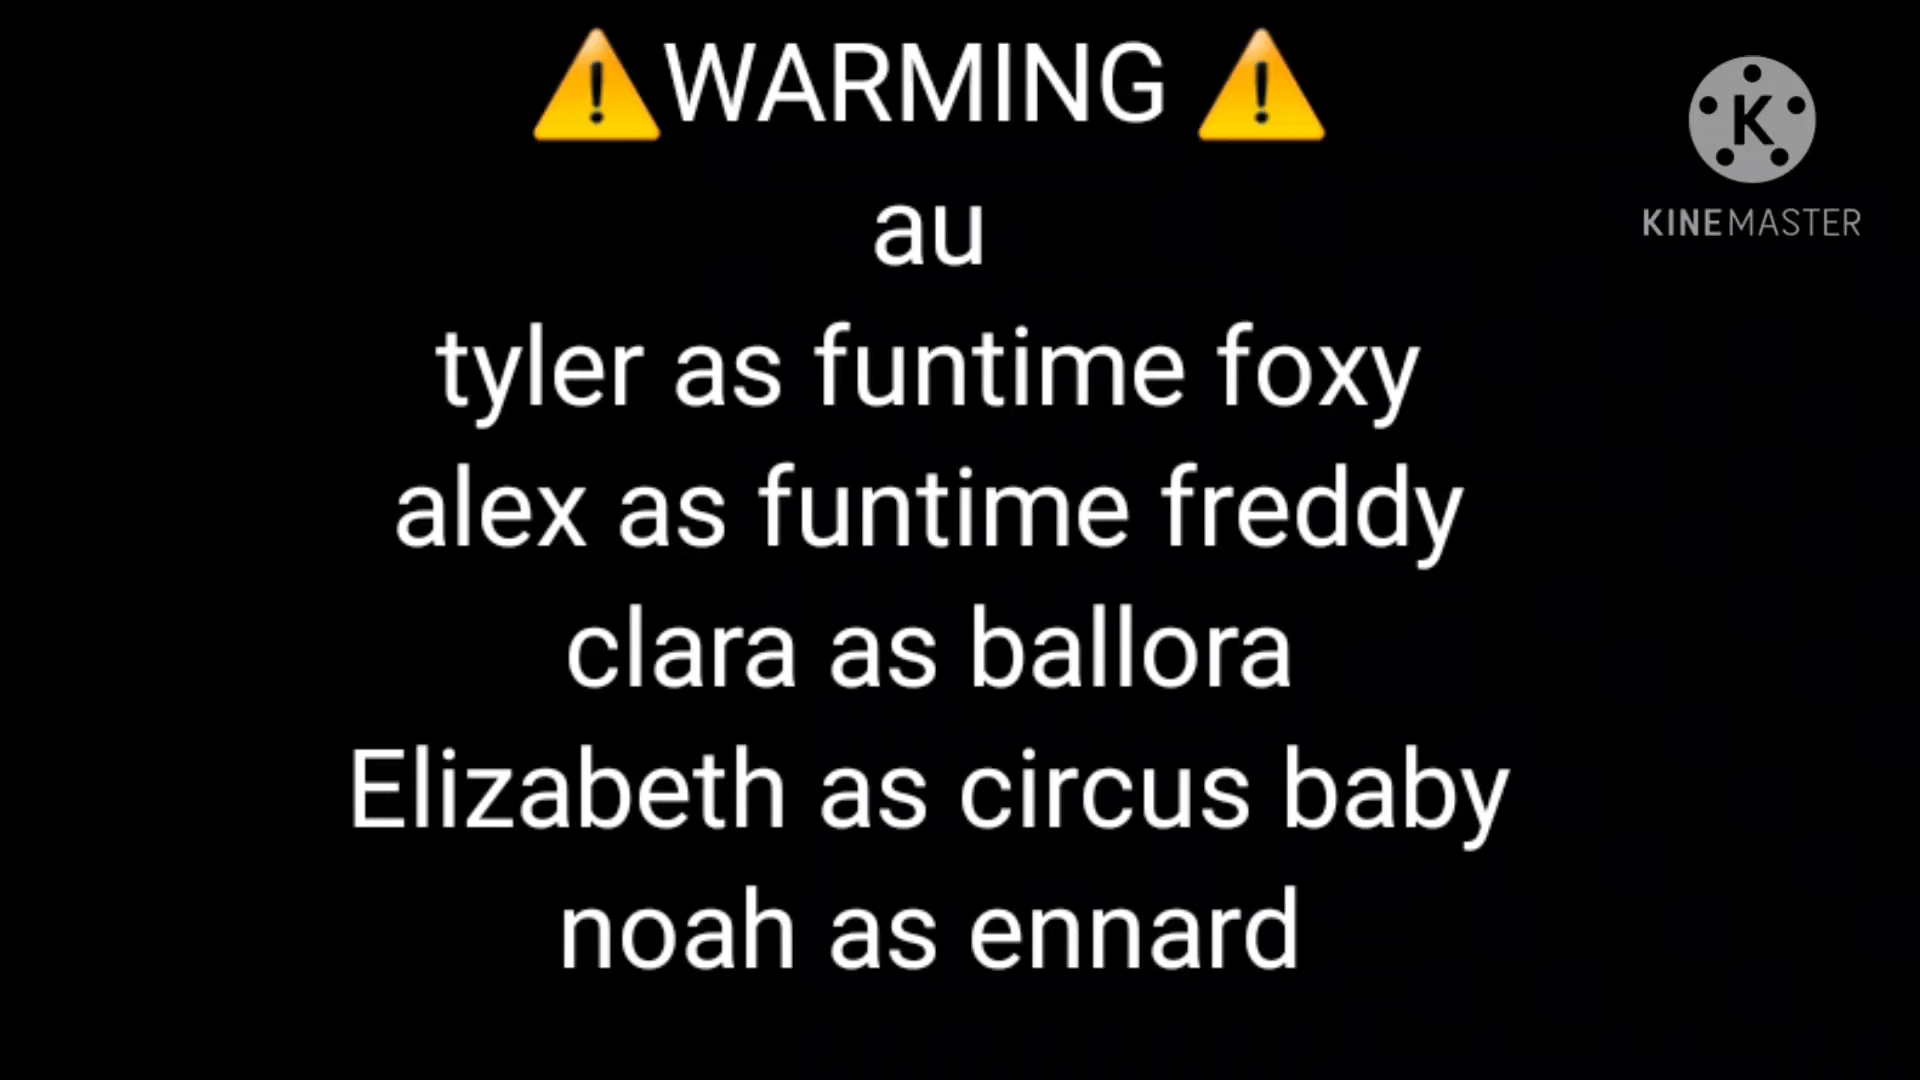 ⚠️WARMING ⚠️
au
tyler as funtime foxy
alex as funtime freddy
clara as ballora
Elizabeth as circus baby
noah as ennard
K
KINEMASTER